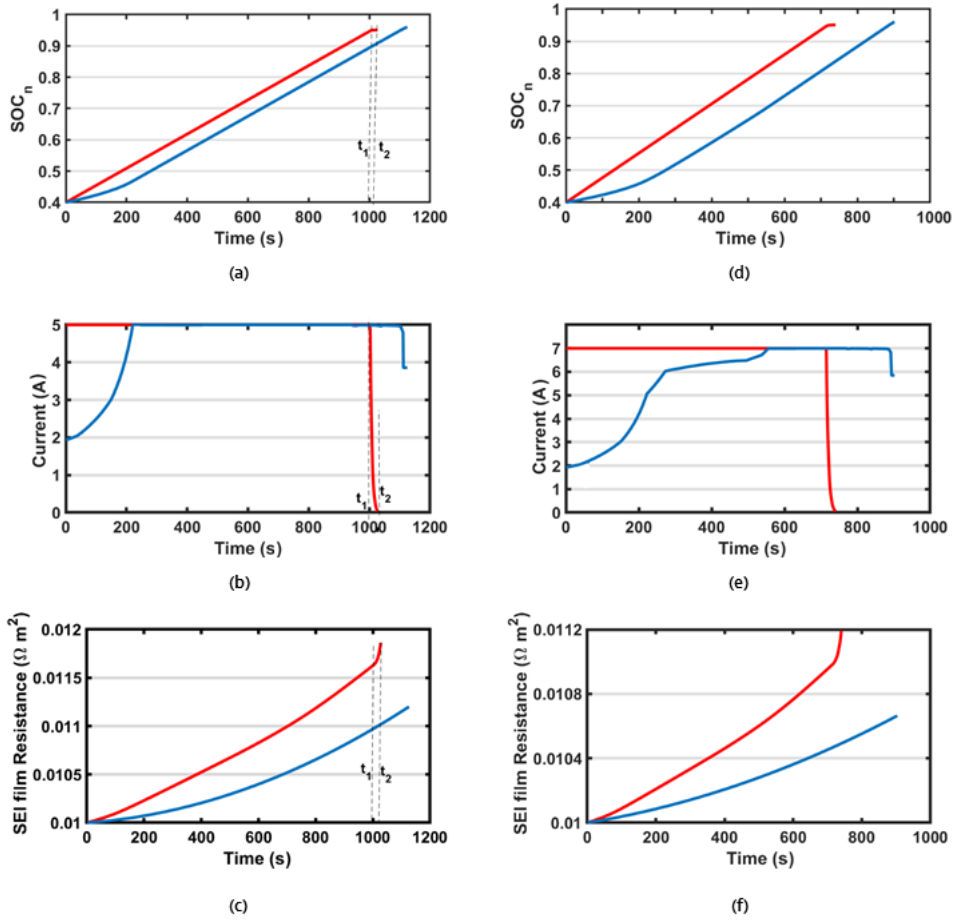 1
0.9
0.8
0.7
0.6
0.5
0.4
SOCn
t1
t2
0 200 400 600 800 1000 1200
Time (s)
(a)
1
0.9
0.8
0.7
0.6
0.5
0.4
SOCn
0 200 400 600 800 1000
Time (s)
(d)
5
4
3
2
1
0
Current (A)
t1
t2
0 200 400 600 800 1000 1200
Time (s)
(b)
8
7
6
5
4
3
2
1
0
Current (A)
0 200 400 600 800 1000
Time (s)
(e)
0.012
0.0115
0.011
0.0105
0.01
SEI film Resistance (Ω m²)
t1
t2
0 200 400 600 800 1000 1200
Time (s)
(c)
0.0112
0.0108
0.0104
0.01
SEI film Resistance (Ω m²)
0 200 400 600 800 1000
Time (s)
(f)